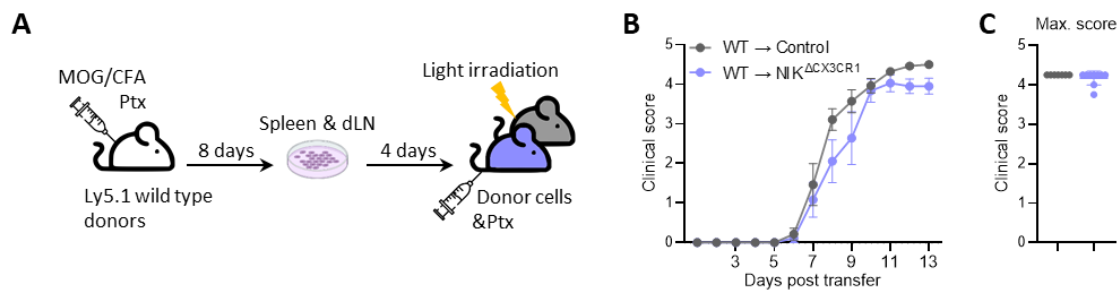 A
MOG/CFA
Ptx
8 days
Ly5.1 wild type
donors
Spleen & dLN
4 days
Light irradiation
Donor cells
&Ptx
B
WT → Control
WT → NIK^ΔCX3CR1
Clinical score
5
4
3
2
1
0
3 5 7 9 11 13
Days post transfer
C
Max. score
Clinical score
5
4
3
2
1
0